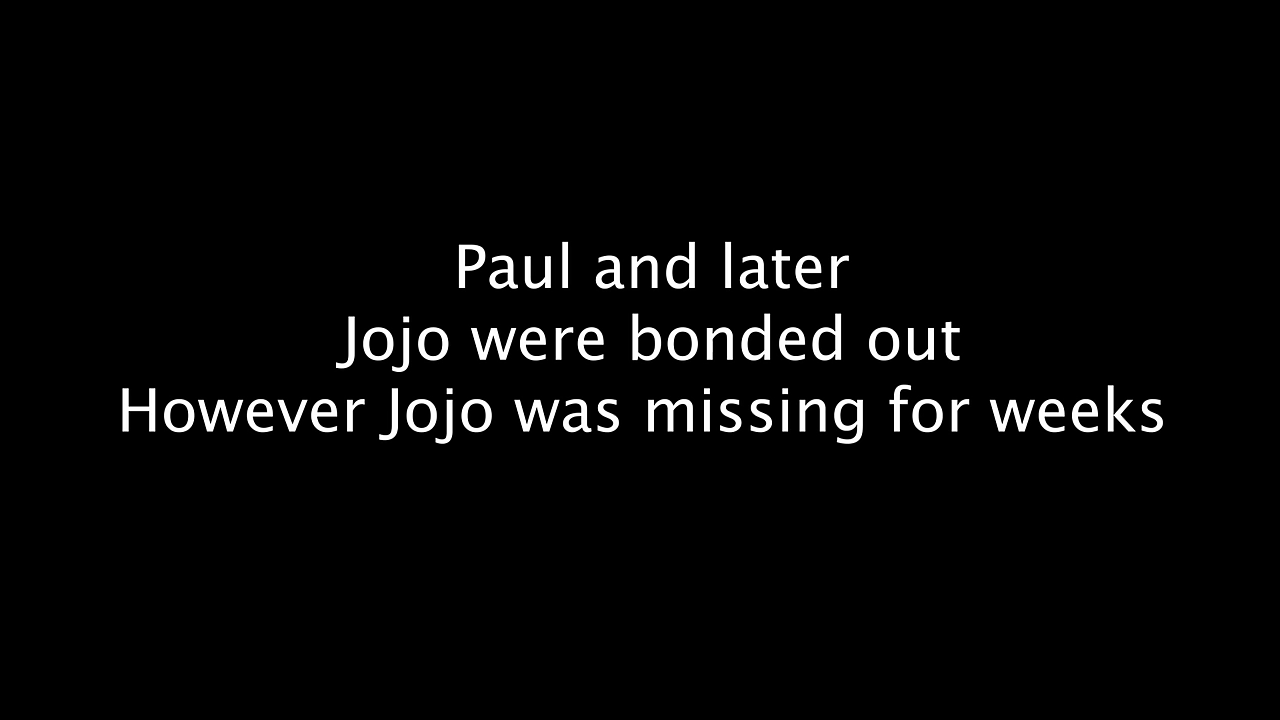 Paul and later
Jojo were bonded out
However Jojo was missing for weeks